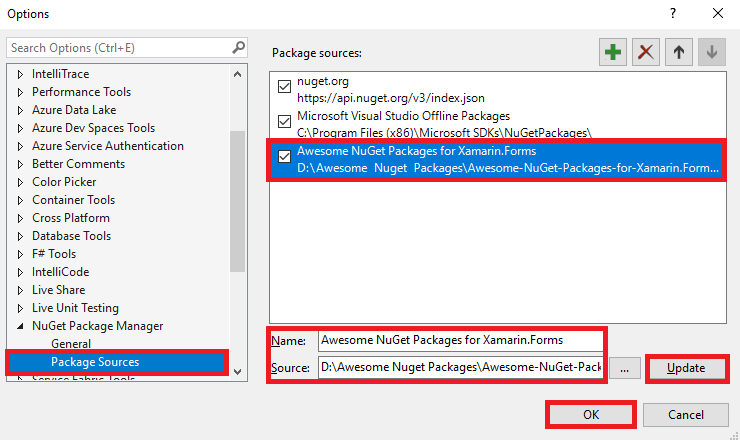 Options
Search Options (Ctrl+E)
IntelliTrace
Performance Tools
Azure Data Lake
Azure Dev Spaces Tools
Azure Service Authentication
Better Comments
Color Picker
Container Tools
Cross Platform
Database Tools
F# Tools
IntelliCode
Live Share
Live Unit Testing
NuGet Package Manager
General
Package Sources
Service Fabric Tools
Package sources:
nuget.org
https://api.nuget.org/v3/index.json
Microsoft Visual Studio Offline Packages
C:\Program Files (x86)\Microsoft SDKs\NuGetPackages\
Awesome NuGet Packages for Xamarin.Forms
D:\Awesome Nuget Packages\Awesome-NuGet-Packages-for-Xamarin.Form...
Name: Awesome NuGet Packages for Xamarin.Forms
Source: D:\Awesome Nuget Packages\Awesome-NuGet-Pack
...
Update
OK
Cancel